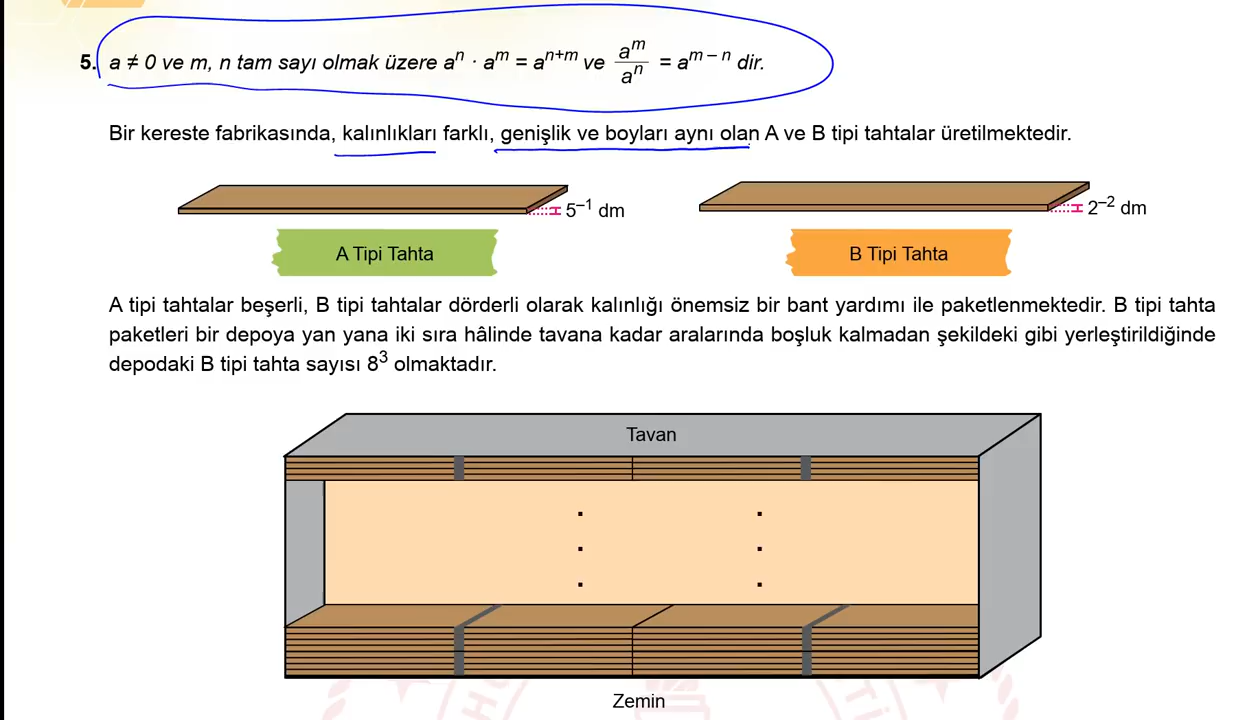 5. a ≠ 0 ve m, n tam sayı olmak üzere aⁿ · aᵐ = aⁿ⁺ᵐ ve aᵐ/aⁿ = aᵐ⁻ⁿ dir.
Bir kereste fabrikasında, kalınlıkları farklı, genişlik ve boyları aynı olan A ve B tipi tahtalar üretilmektedir.
5⁻¹ dm
2⁻² dm
A Tipi Tahta
B Tipi Tahta
A tipi tahtalar beşerli, B tipi tahtalar dörderli olarak kalınlığı önemsiz bir bant yardımı ile paketlenmektedir. B tipi tahta
paketleri bir depoya yan yana iki sıra hâlinde tavana kadar aralarında boşluk kalmadan şekildeki gibi yerleştirildiğinde
depodaki B tipi tahta sayısı 8³ olmaktadır.
Tavan
Zemin